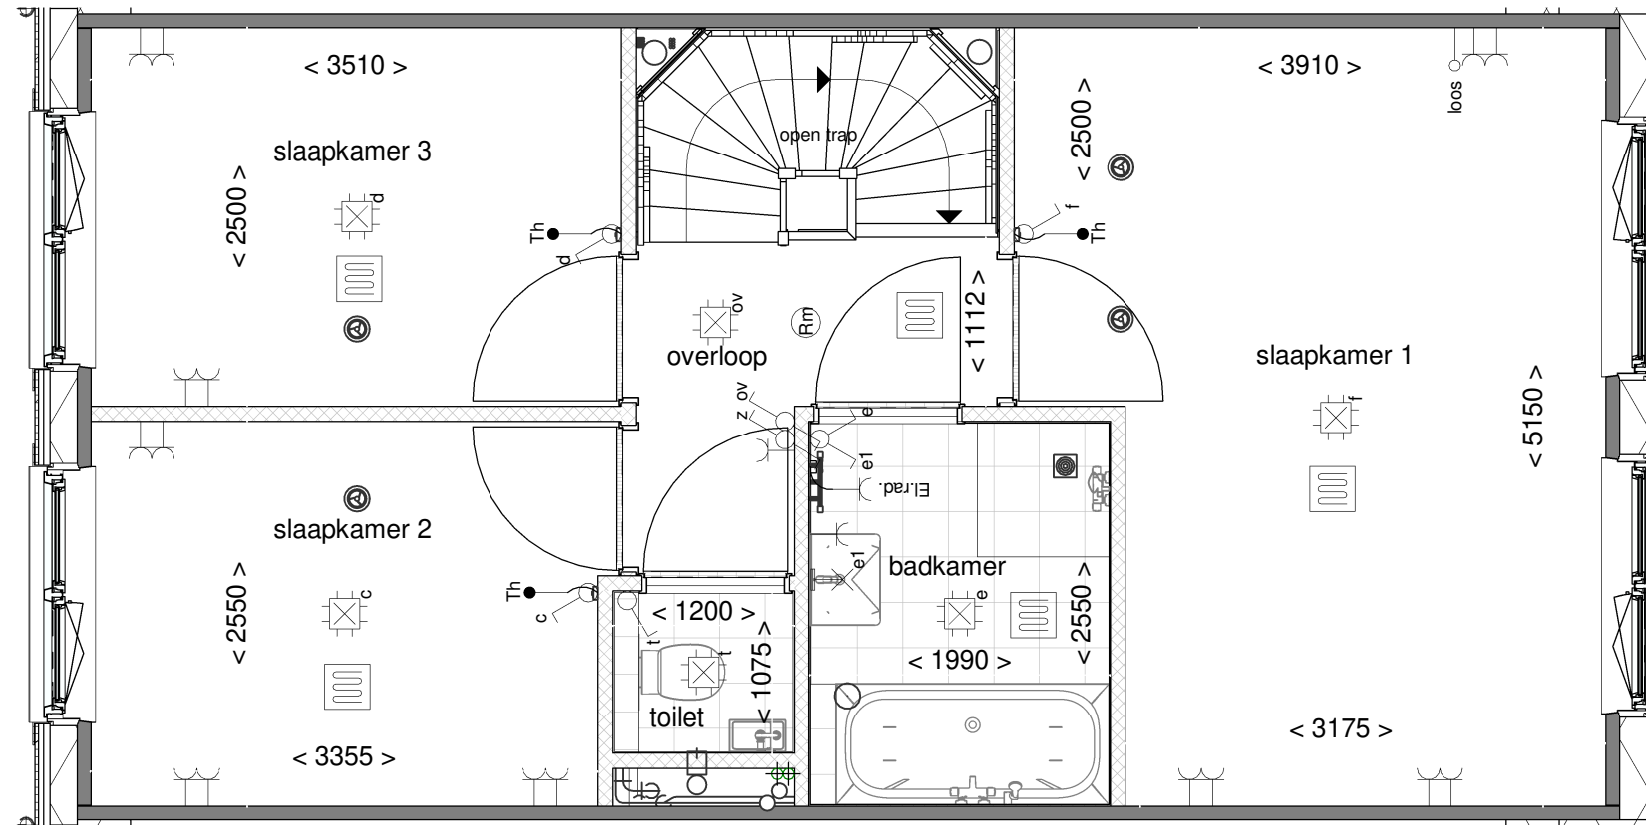 < 3510 >
< 3910 >
loos
< 2500 >
open trap
slaapkamer 3
d
< 2500 >
f
Th
d
Th
ov
Rm
< 1112 >
overloop
slaapkamer 1
ov
z
e
f
< 5150 >
e1
El.rad.
slaapkamer 2
e1
badkamer
< 2550 >
c
Th
c
< 1200 >
t
t
< 1075 >
e
< 2550 >
< 1990 >
toilet
< 3355 >
< 3175 >